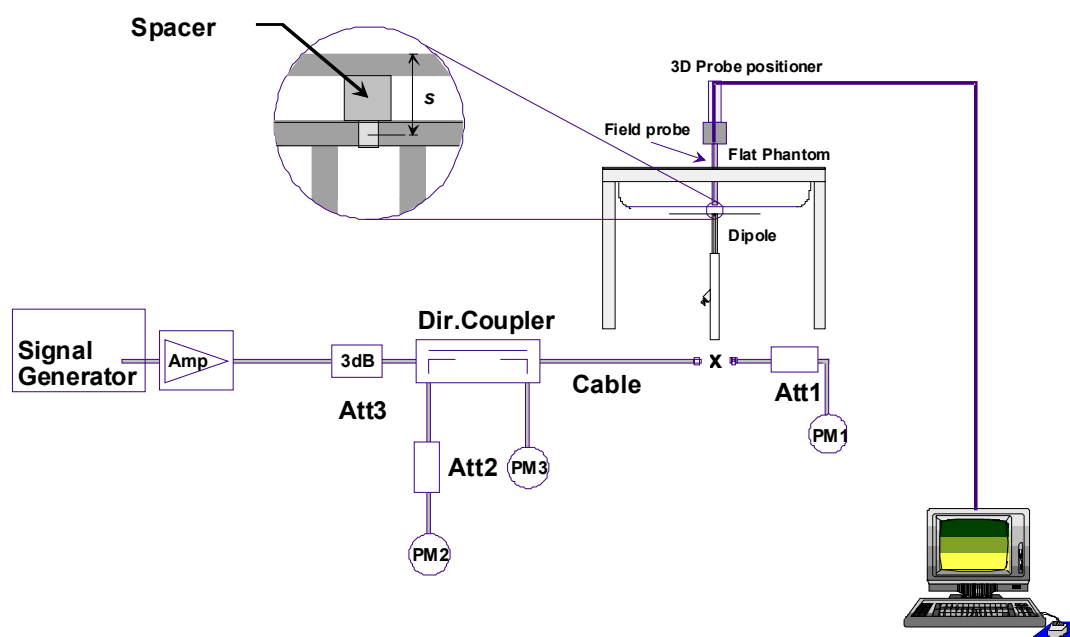 Spacer
s
3D Probe positioner
Field probe
Flat Phantom
Dipole
Signal
Generator
Amp
3dB
Att3
Dir.Coupler
Cable
x
Att1
PM1
Att2
PM3
PM2